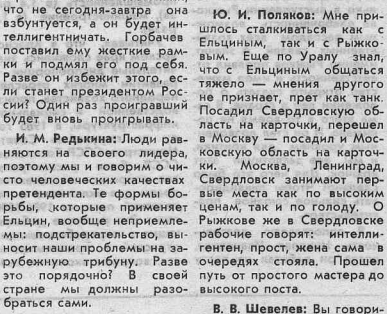 что не сегодня-завтра она
взбунтуется, а он будет ин-
теллигентничать. Горбачев
поставил ему жесткие рам-
ки и подмял его под себя.
Разве он избежит этого, ес-
ли станет президентом Рос-
сии? Один раз проигравший
будет вновь проигрывать.
И. М. Редькина: Люди рав-
няются на своего лидера,
поэтому мы и говорим о чи-
сто человеческих качествах
претендента. Те формы бо-
рьбы, которые применяет
Ельцин, вообще неприемле-
мы: подстрекательство, вы-
носит наши проблемы на за-
рубежную трибуну. Разве
это порядочно? В своей
стране мы должны разо-
браться сами.
Ю. И. Поляков: Мне при-
шлось сталкиваться как с
Ельциным, так и с Рыжко-
вым. Еще по Уралу знал,
что с Ельциным общаться
тяжело — мнения другого
не признает, прет как танк.
Посадил Свердловскую
область на карточки, перешел
в Москву — посадил и Мос-
ковскую область на карточ-
ки. Москва, Ленинград,
Свердловск занимают пер-
вые места как по высоким
ценам, так и по голоду. О
Рыжкове же в Свердловске
рабочие говорят: интелли-
гентен, прост, жена сама в
очередях стояла. Прошел
путь от простого мастера до
высокого поста.
В. В. Шевелев: Вы говори-